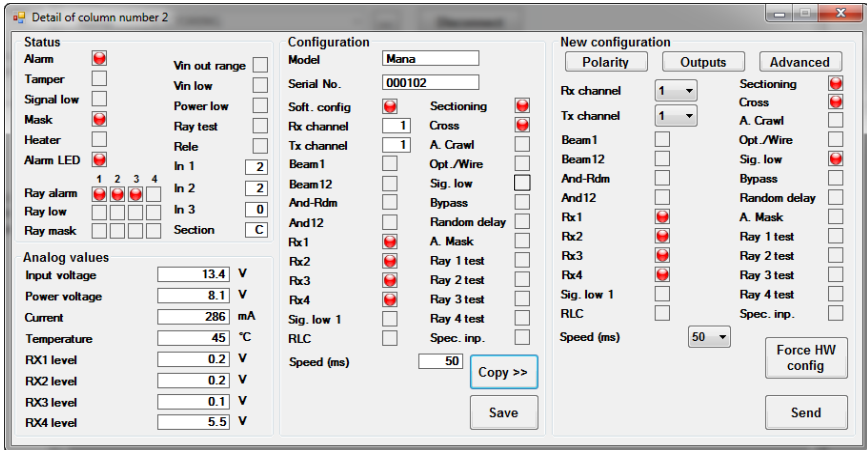 Detail of column number 2
Disconnect
Status
Alarm
Tamper
Signal low
Mask
Heater
Alarm LED
Vin out range
Vin low
Power low
Ray test
Rele
In 1 2
In 2 2
In 3 0
Section C
1 2 3 4
Ray alarm
Ray low
Ray mask
Analog values
Input voltage 13.4 V
Power voltage 8.1 V
Current 286 mA
Temperature 45 °C
RX1 level 0.2 V
RX2 level 0.2 V
RX3 level 0.1 V
RX4 level 5.5 V
Configuration
Model Mana
Serial No. 000102
Soft. config
Rx channel 1
Tx channel 1
Beam1
Beam12
And-Rdm
And12
Rx1
Rx2
Rx3
Rx4
Sig. low 1
RLC
Speed (ms) 50
Sectioning
Cross
A. Crawl
Opt./Wire
Sig. low
Bypass
Random delay
A. Mask
Ray 1 test
Ray 2 test
Ray 3 test
Ray 4 test
Spec. inp.
Copy >>
Save
New configuration
Polarity Outputs Advanced
Rx channel 1
Tx channel 1
Beam1
Beam12
And-Rdm
And12
Rx1
Rx2
Rx3
Rx4
Sig. low 1
RLC
Speed (ms) 50
Sectioning
Cross
A. Crawl
Opt./Wire
Sig. low
Bypass
Random delay
A. Mask
Ray 1 test
Ray 2 test
Ray 3 test
Ray 4 test
Spec. inp.
Force HW
config
Send